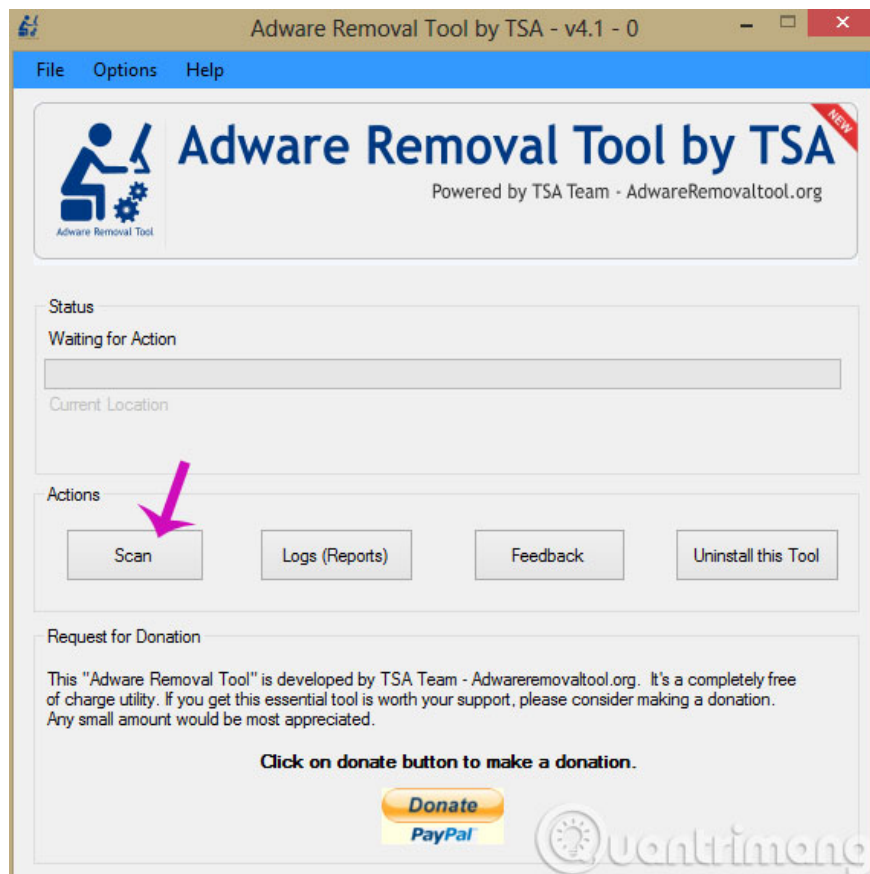 Adware Removal Tool by TSA - v4.1 - 0
File Options Help
NEW
Adware Removal Tool by TSA
Powered by TSA Team - AdwareRemovaltool.org
Adware Removal Tool
Status
Waiting for Action
Current Location
Actions
Scan Logs (Reports) Feedback Uninstall this Tool
Request for Donation
This "Adware Removal Tool" is developed by TSA Team - Adwareremovaltool.org. It's a completely free
of charge utility. If you get this essential tool is worth your support, please consider making a donation.
Any small amount would be most appreciated.
Click on donate button to make a donation.
Donate
PayPal
Quantrimang